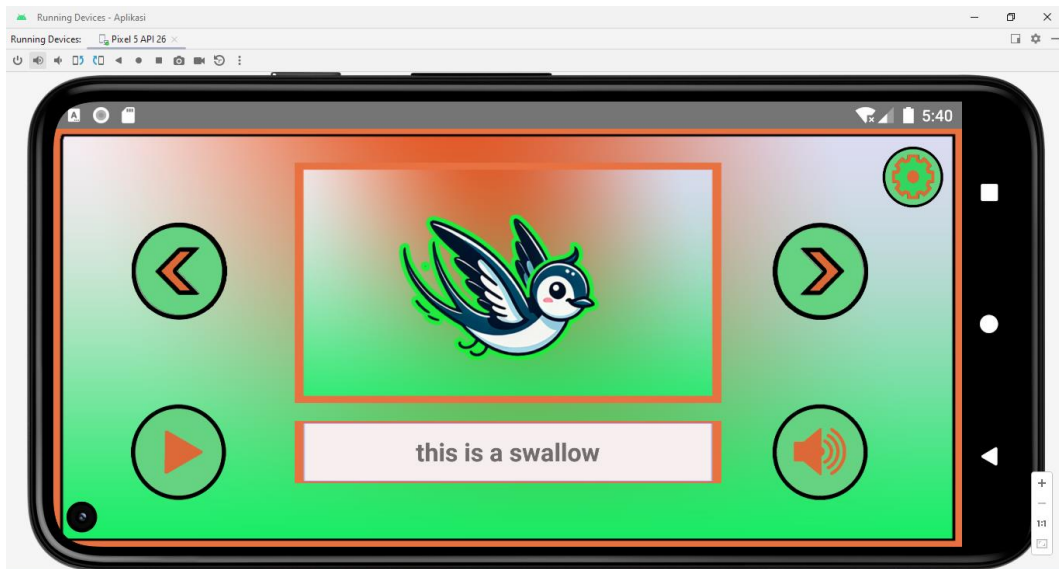 Running Devices - Aplikasi
Running Devices:
Pixel 5 API 26
5:40
this is a swallow
1:1